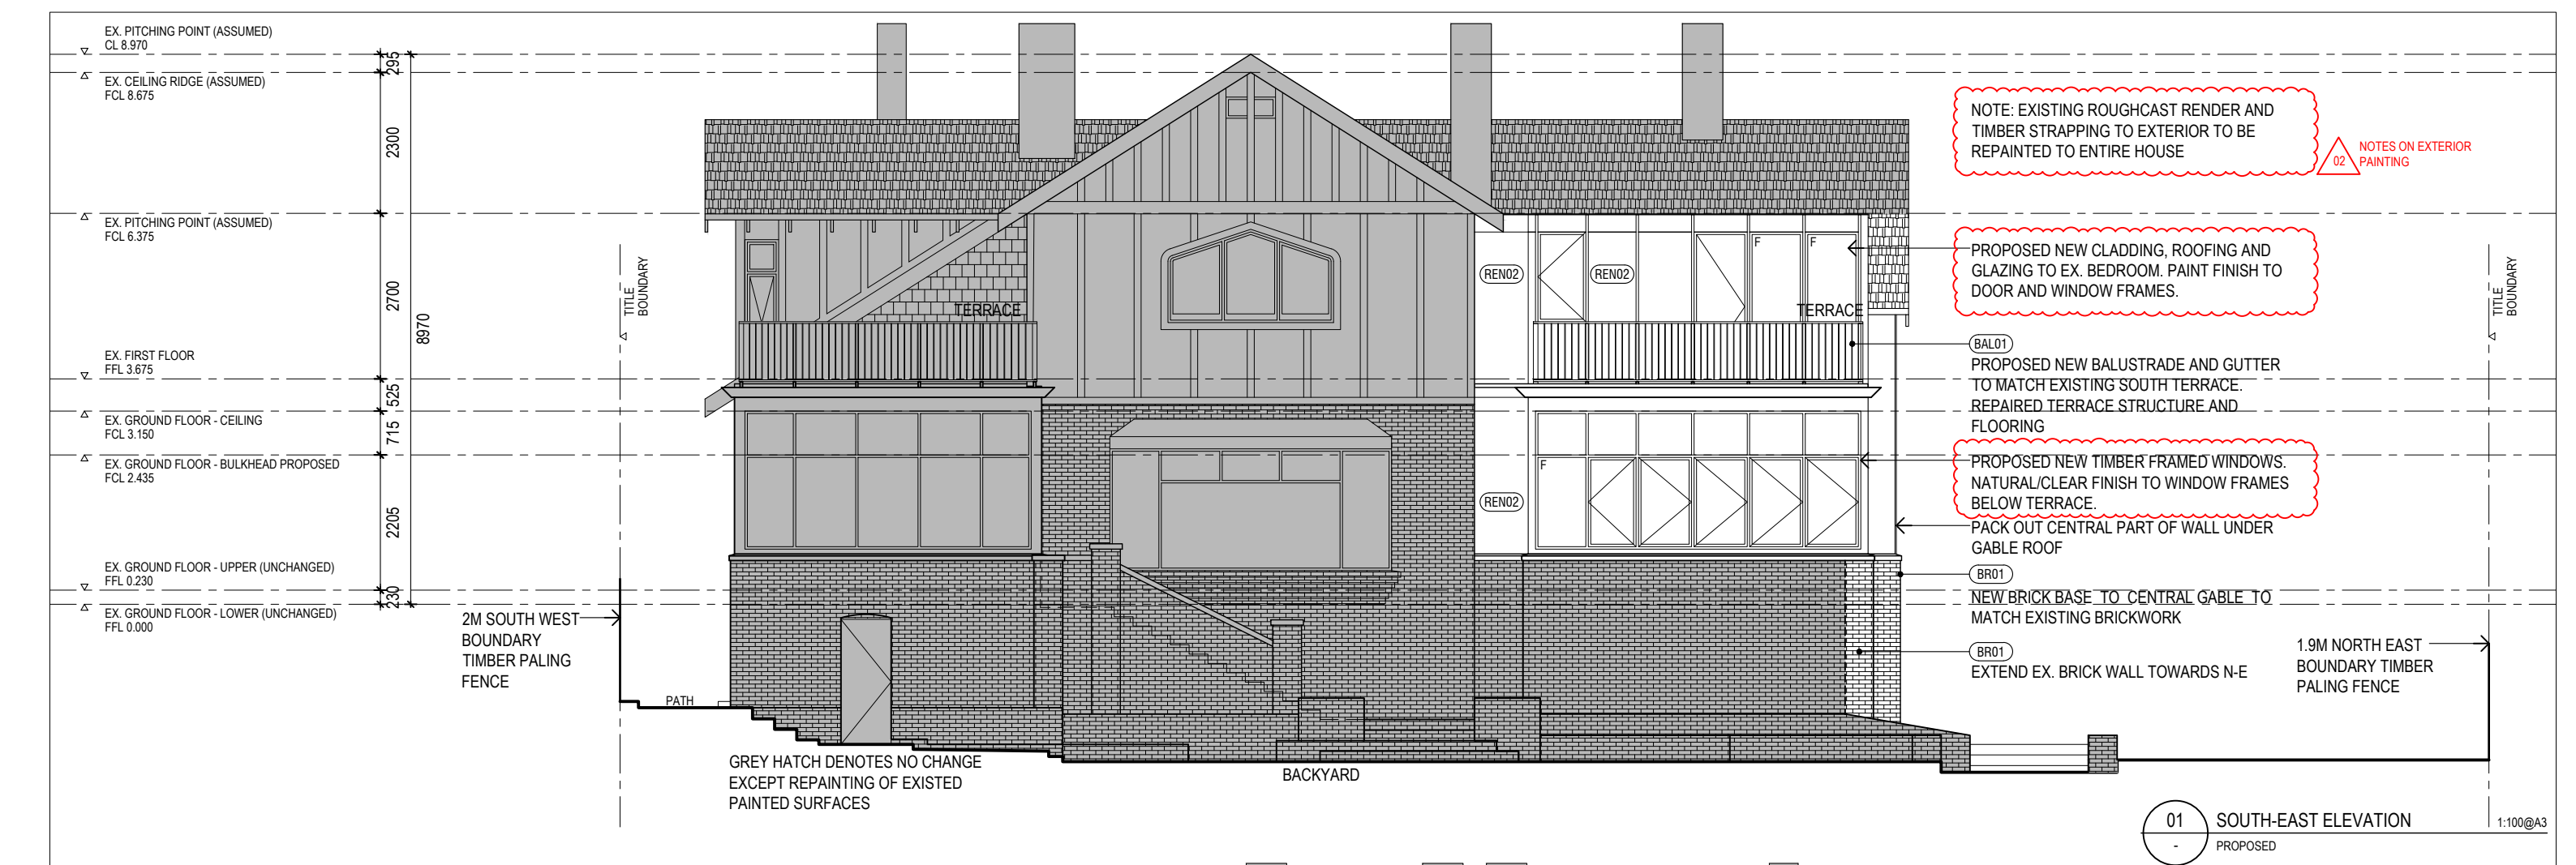 EX. PITCHING POINT (ASSUMED)
CL 8.970
EX. CEILING RIDGE (ASSUMED)
FCL 8.675
EX. PITCHING POINT (ASSUMED)
FCL 6.375
EX. FIRST FLOOR
FFL 3.675
EX. GROUND FLOOR - CEILING
FCL 3.150
EX. GROUND FLOOR - BULKHEAD PROPOSED
FCL 2.435
EX. GROUND FLOOR - UPPER (UNCHANGED)
FFL 0.230
EX. GROUND FLOOR - LOWER (UNCHANGED)
FFL 0.000
295
2300
2700
525
715
2205
230
8970
TITLE
BOUNDARY
2M SOUTH WEST
BOUNDARY
TIMBER PALING
FENCE
PATH
TERRACE
GREY HATCH DENOTES NO CHANGE
EXCEPT REPAINTING OF EXISTED
PAINTED SURFACES
BACKYARD
REN02
REN02
F
F
TERRACE
F
REN02
NOTE: EXISTING ROUGHCAST RENDER AND
TIMBER STRAPPING TO EXTERIOR TO BE
REPAINTED TO ENTIRE HOUSE
02
NOTES ON EXTERIOR
PAINTING
PROPOSED NEW CLADDING, ROOFING AND
GLAZING TO EX. BEDROOM. PAINT FINISH TO
DOOR AND WINDOW FRAMES.
BAL01
PROPOSED NEW BALUSTRADE AND GUTTER
TO MATCH EXISTING SOUTH TERRACE.
REPAIRED TERRACE STRUCTURE AND
FLOORING
PROPOSED NEW TIMBER FRAMED WINDOWS.
NATURAL/CLEAR FINISH TO WINDOW FRAMES
BELOW TERRACE.
PACK OUT CENTRAL PART OF WALL UNDER
GABLE ROOF
BR01
NEW BRICK BASE TO CENTRAL GABLE TO
MATCH EXISTING BRICKWORK
BR01
EXTEND EX. BRICK WALL TOWARDS N-E
TITLE
BOUNDARY
1.9M NORTH EAST
BOUNDARY TIMBER
PALING FENCE
01
-
SOUTH-EAST ELEVATION
PROPOSED
1:100@A3